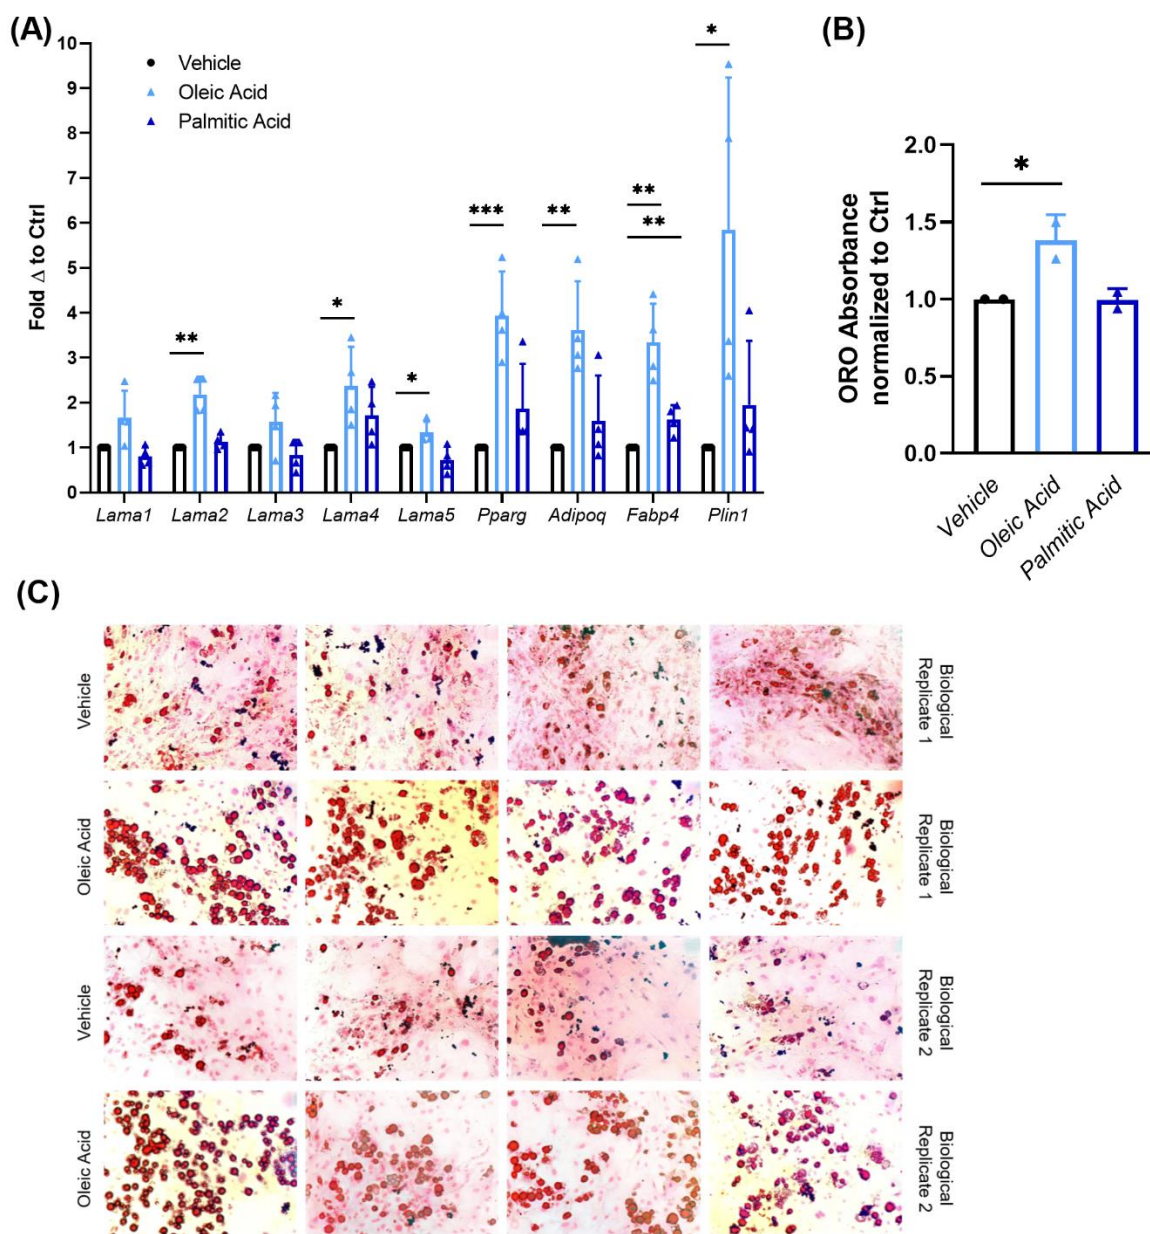 (A)
10
9
8
7
6
5
4
3
2
1
0
Fold Δ to Ctrl
Vehicle
Oleic Acid
Palmitic Acid
**
*
*
***
**
**
**
*
Lama1 Lama2 Lama3 Lama4 Lama5 Pparg Adipoq Fabp4 Plin1
(B)
2.0
1.5
1.0
0.5
0.0
ORO Absorbance
normalized to Ctrl
*
Vehicle
Oleic Acid
Palmitic Acid
(C)
Vehicle
Biological
Replicate 1
Oleic Acid
Biological
Replicate 1
Vehicle
Biological
Replicate 2
Oleic Acid
Biological
Replicate 2